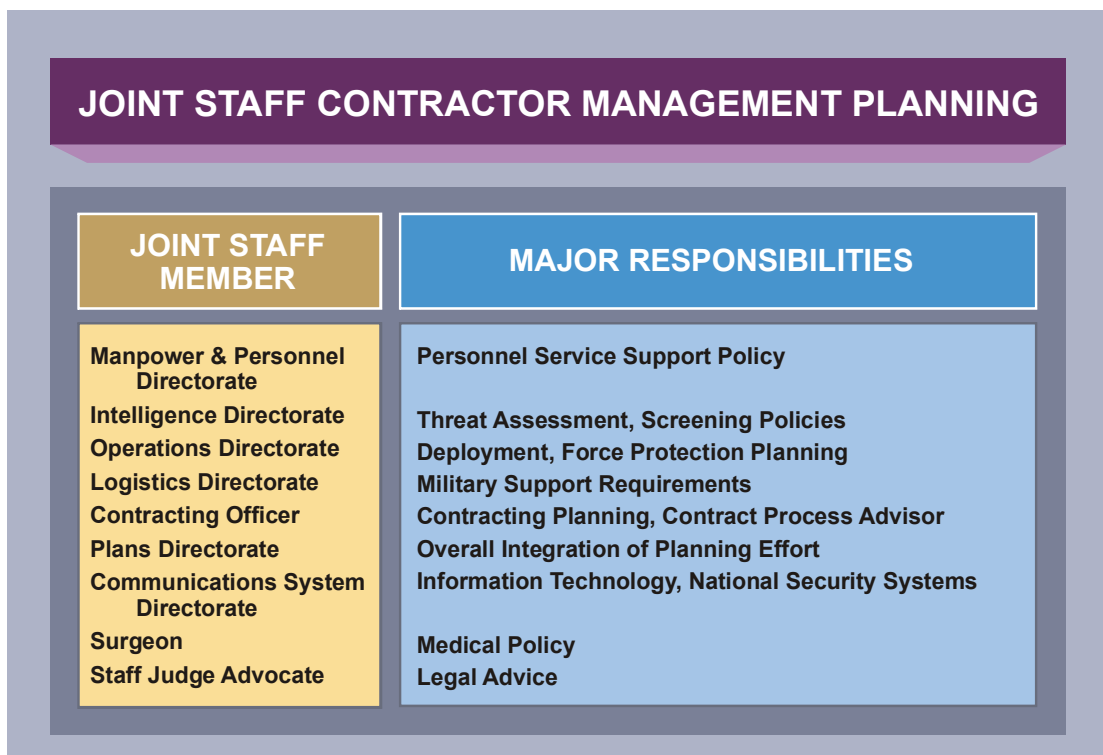 JOINT STAFF CONTRACTOR MANAGEMENT PLANNING
JOINT STAFF
MEMBER
MAJOR RESPONSIBILITIES
Manpower & Personnel
Directorate
Intelligence Directorate
Operations Directorate
Logistics Directorate
Contracting Officer
Plans Directorate
Communications System
Directorate
Surgeon
Staff Judge Advocate
Personnel Service Support Policy
Threat Assessment, Screening Policies
Deployment, Force Protection Planning
Military Support Requirements
Contracting Planning, Contract Process Advisor
Overall Integration of Planning Effort
Information Technology, National Security Systems
Medical Policy
Legal Advice